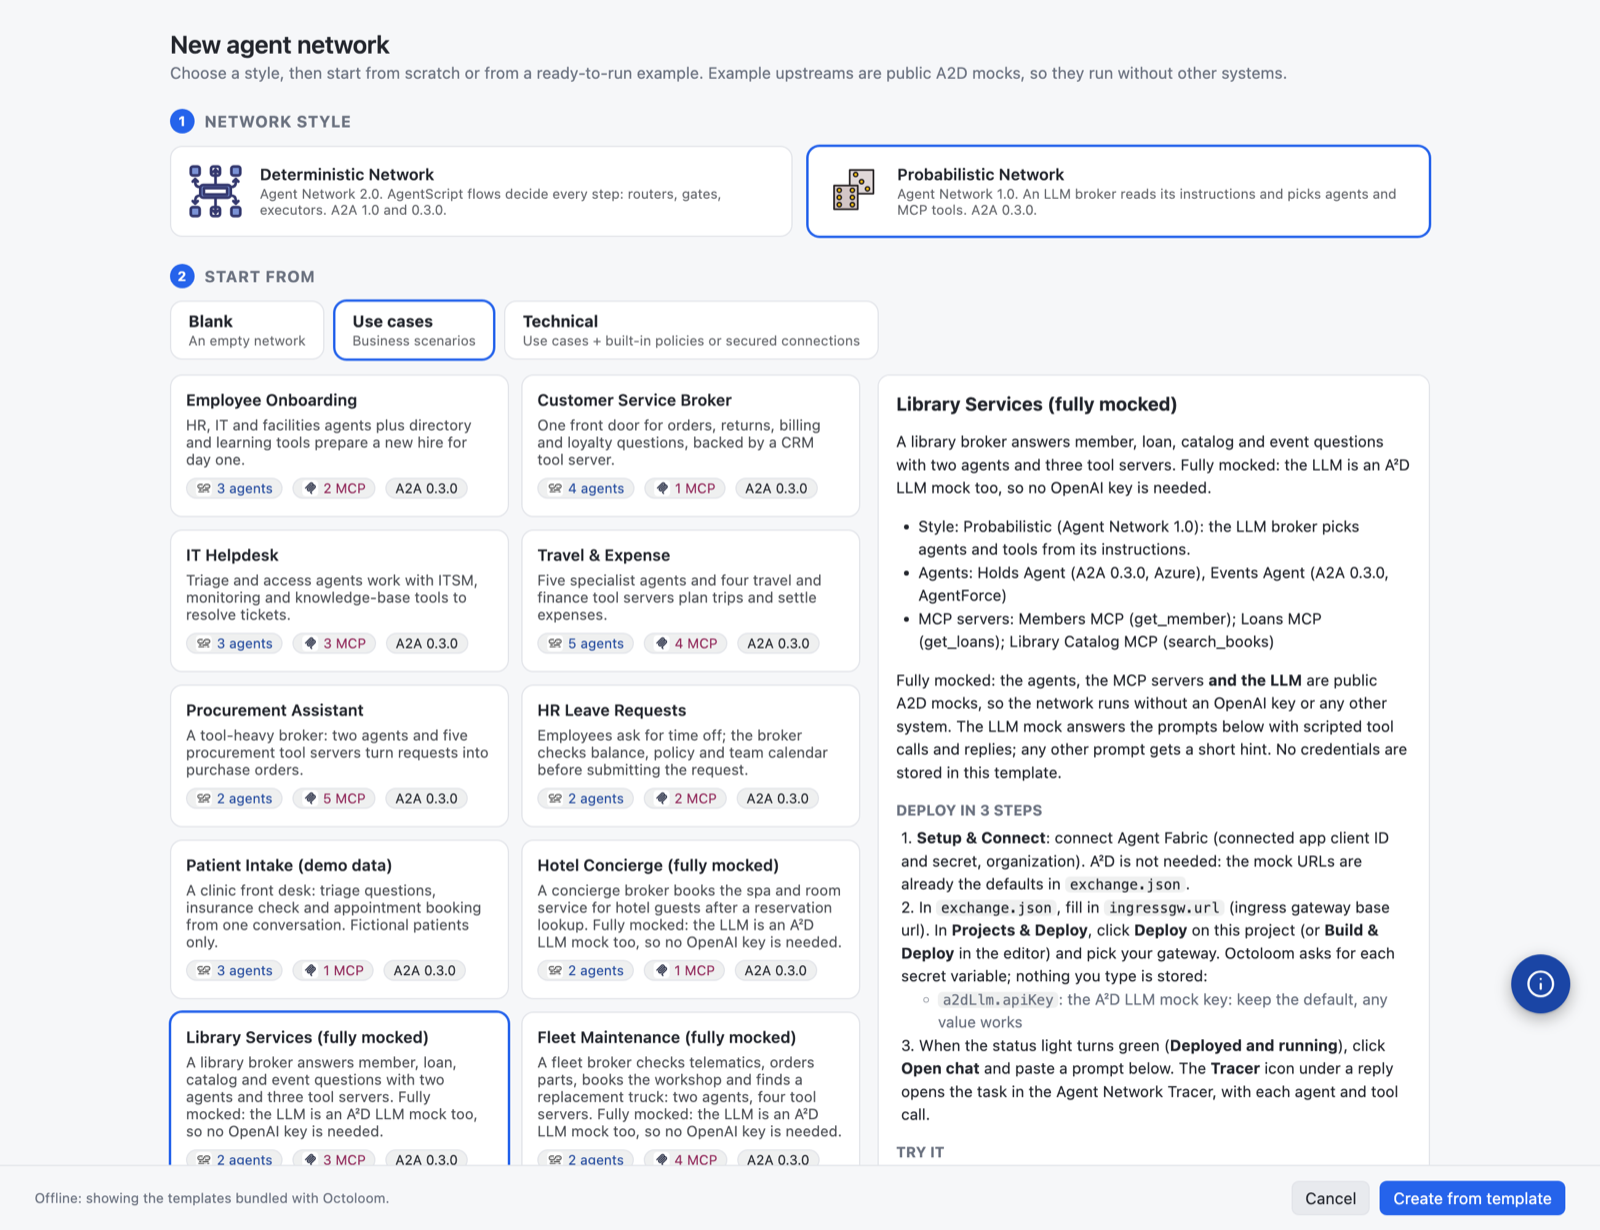 New agent network
Choose a style, then start from scratch or from a ready-to-run example. Example upstreams are public A2D mocks, so they run without other systems.
1 NETWORK STYLE
Deterministic Network
Agent Network 2.0. AgentScript flows decide every step: routers, gates,
executors. A2A 1.0 and 0.3.0.
Probabilistic Network
Agent Network 1.0. An LLM broker reads its instructions and picks agents and
MCP tools. A2A 0.3.0.
2 START FROM
Blank
An empty network
Use cases
Business scenarios
Technical
Use cases + built-in policies or secured connections
Employee Onboarding
HR, IT and facilities agents plus directory
and learning tools prepare a new hire for
day one.
3 agents 2 MCP A2A 0.3.0
Customer Service Broker
One front door for orders, returns, billing
and loyalty questions, backed by a CRM
tool server.
4 agents 1 MCP A2A 0.3.0
IT Helpdesk
Triage and access agents work with ITSM,
monitoring and knowledge-base tools to
resolve tickets.
3 agents 3 MCP A2A 0.3.0
Travel & Expense
Five specialist agents and four travel and
finance tool servers plan trips and settle
expenses.
5 agents 4 MCP A2A 0.3.0
Procurement Assistant
A tool-heavy broker: two agents and five
procurement tool servers turn requests into
purchase orders.
2 agents 5 MCP A2A 0.3.0
HR Leave Requests
Employees ask for time off; the broker
checks balance, policy and team calendar
before submitting the request.
2 agents 2 MCP A2A 0.3.0
Patient Intake (demo data)
A clinic front desk: triage questions,
insurance check and appointment booking
from one conversation. Fictional patients
only.
3 agents 1 MCP A2A 0.3.0
Hotel Concierge (fully mocked)
A concierge broker books the spa and room
service for hotel guests after a reservation
lookup. Fully mocked: the LLM is an A²D
LLM mock too, so no OpenAI key is needed.
2 agents 1 MCP A2A 0.3.0
Library Services (fully mocked)
A library broker answers member, loan,
catalog and event questions with two
agents and three tool servers. Fully
mocked: the LLM is an A²D LLM mock too,
so no OpenAI key is needed.
2 agents 3 MCP A2A 0.3.0
Fleet Maintenance (fully mocked)
A fleet broker checks telematics, orders
parts, books the workshop and finds a
replacement truck: two agents, four tool
servers. Fully mocked: the LLM is an A²D
LLM mock too, so no OpenAI key is needed.
2 agents 4 MCP A2A 0.3.0
Library Services (fully mocked)
A library broker answers member, loan, catalog and event questions
with two agents and three tool servers. Fully mocked: the LLM is an A²D
LLM mock too, so no OpenAI key is needed.
• Style: Probabilistic (Agent Network 1.0): the LLM broker picks
agents and tools from its instructions.
• Agents: Holds Agent (A2A 0.3.0, Azure), Events Agent (A2A 0.3.0,
AgentForce)
• MCP servers: Members MCP (get_member); Loans MCP
(get_loans); Library Catalog MCP (search_books)
Fully mocked: the agents, the MCP servers and the LLM are public
A2D mocks, so the network runs without an OpenAI key or any other
system. The LLM mock answers the prompts below with scripted tool
calls and replies; any other prompt gets a short hint. No credentials are
stored in this template.
DEPLOY IN 3 STEPS
1. Setup & Connect: connect Agent Fabric (connected app client ID
and secret, organization). A²D is not needed: the mock URLs are
already the defaults in exchange.json.
2. In exchange.json, fill in ingressgw.url (ingress gateway base
url). In Projects & Deploy, click Deploy on this project (or Build &
Deploy in the editor) and pick your gateway. Octoloom asks for each
secret variable; nothing you type is stored:
◦ a2dLlm.apiKey: the A²D LLM mock key: keep the default, any
value works
3. When the status light turns green (Deployed and running), click
Open chat and paste a prompt below. The Tracer icon under a reply
opens the task in the Agent Network Tracer, with each agent and tool
call.
TRY IT
Offline: showing the templates bundled with Octoloom.
Cancel
Create from template